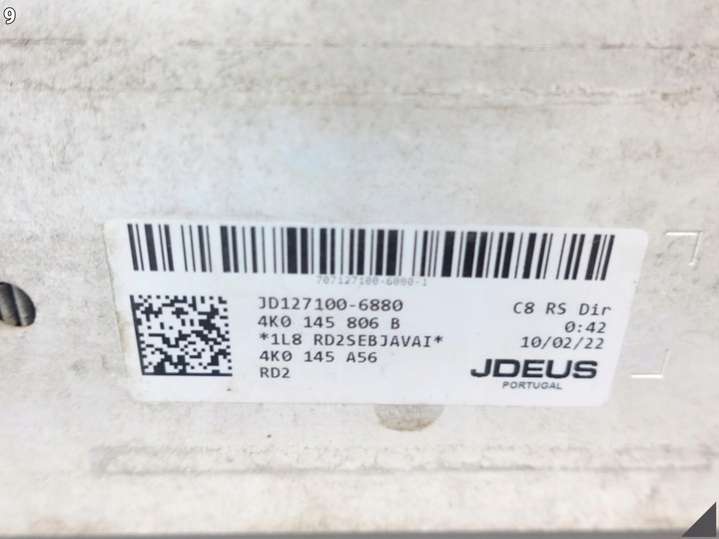 9
707127100-6880-1
JD127100-6880
4K0 145 806 B
*1L8 RD2SEBJAVAI*
4K0 145 A56
RD2
C8 RS Dir
0:42
10/02/22
JDEUS
PORTUGAL